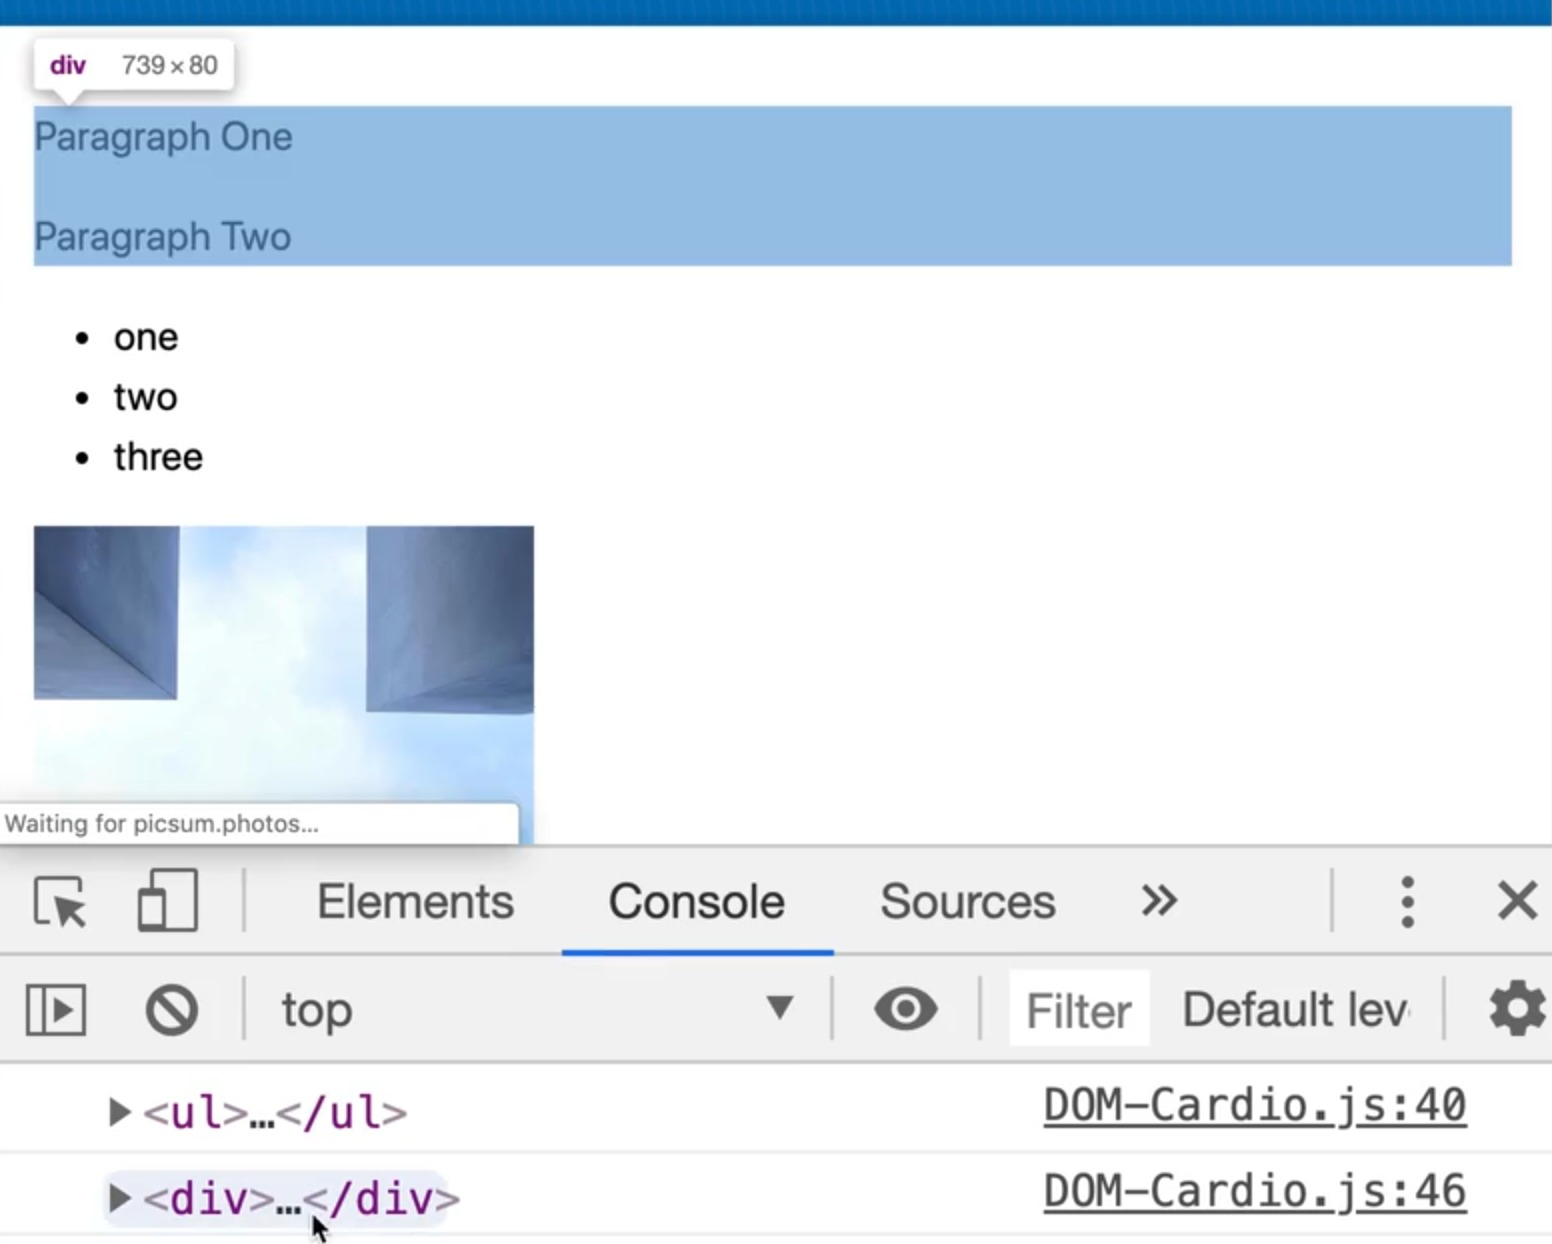 div 739 × 80
Paragraph One
Paragraph Two
• one
• two
• three
Waiting for picsum.photos...
Elements Console Sources
top Filter Default lev
<ul>…</ul> DOM-Cardio.js:40
<div>…</div> DOM-Cardio.js:46